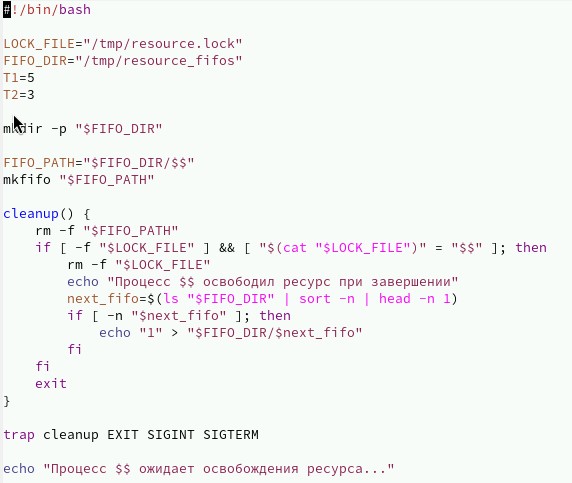 #!/bin/bash
LOCK_FILE="/tmp/resource.lock"
FIFO_DIR="/tmp/resource_fifos"
T1=5
T2=3
mkdir -p "$FIFO_DIR"
FIFO_PATH="$FIFO_DIR/$$"
mkfifo "$FIFO_PATH"
cleanup() {
    rm -f "$FIFO_PATH"
    if [ -f "$LOCK_FILE" ] && [ "$(cat "$LOCK_FILE")" = "$$" ]; then
        rm -f "$LOCK_FILE"
        echo "Процесс $$ освободил ресурс при завершении"
        next_fifo=$(ls "$FIFO_DIR" | sort -n | head -n 1)
        if [ -n "$next_fifo" ]; then
            echo "1" > "$FIFO_DIR/$next_fifo"
        fi
    fi
    exit
}
trap cleanup EXIT SIGINT SIGTERM
echo "Процесс $$ ожидает освобождения ресурса..."